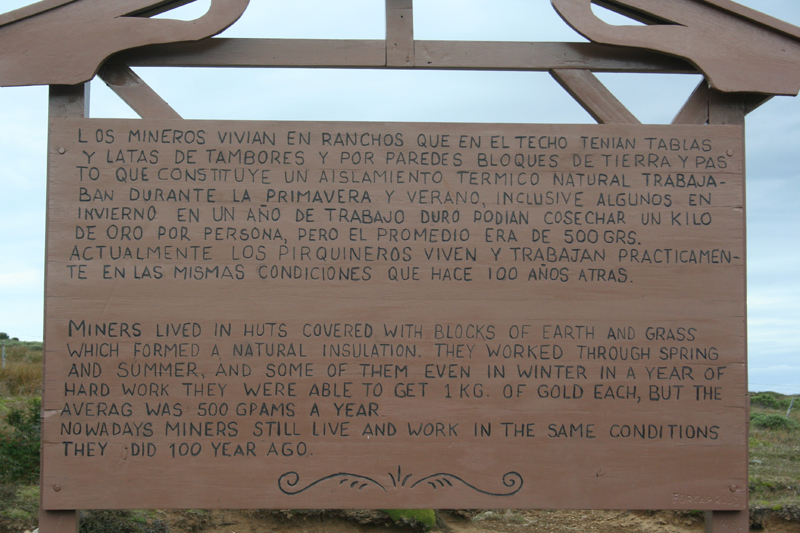 LOS MINEROS VIVIAN EN RANCHOS QUE EN EL TECHO TENIAN TABLAS
Y LATAS DE TAMBORES Y POR PAREDES BLOQUES DE TIERRA Y PAS
TO QUE CONSTITUYE UN AISLAMIENTO TERMICO NATURAL TRABAJA-
BAN DURANTE LA PRIMAVERA Y VERANO, INCLUSIVE ALGUNOS EN
INVIERNO EN UN AÑO DE TRABAJO DURO PODIAN COSECHAR UN KILO
DE ORO POR PERSONA, PERO EL PROMEDIO ERA DE 500 GRS.
ACTUALMENTE LOS PIRQUINEROS VIVEN Y TRABAJAN PRACTICAMEN-
TE EN LAS MISMAS CONDICIONES QUE HACE 100 AÑOS ATRAS.
MINERS LIVED IN HUTS COVERED WITH BLOCKS OF EARTH AND GRASS
WHICH FORMED A NATURAL INSULATION. THEY WORKED THROUGH SPRING
AND SUMMER, AND SOME OF THEM EVEN IN WINTER IN A YEAR OF
HARD WORK THEY WERE ABLE TO GET 1 KG. OF GOLD EACH, BUT THE
AVERAG WAS 500 GPAMS A YEAR.
NOWADAYS MINERS STILL LIVE AND WORK IN THE SAME CONDITIONS
THEY DID 100 YEAR AGO.